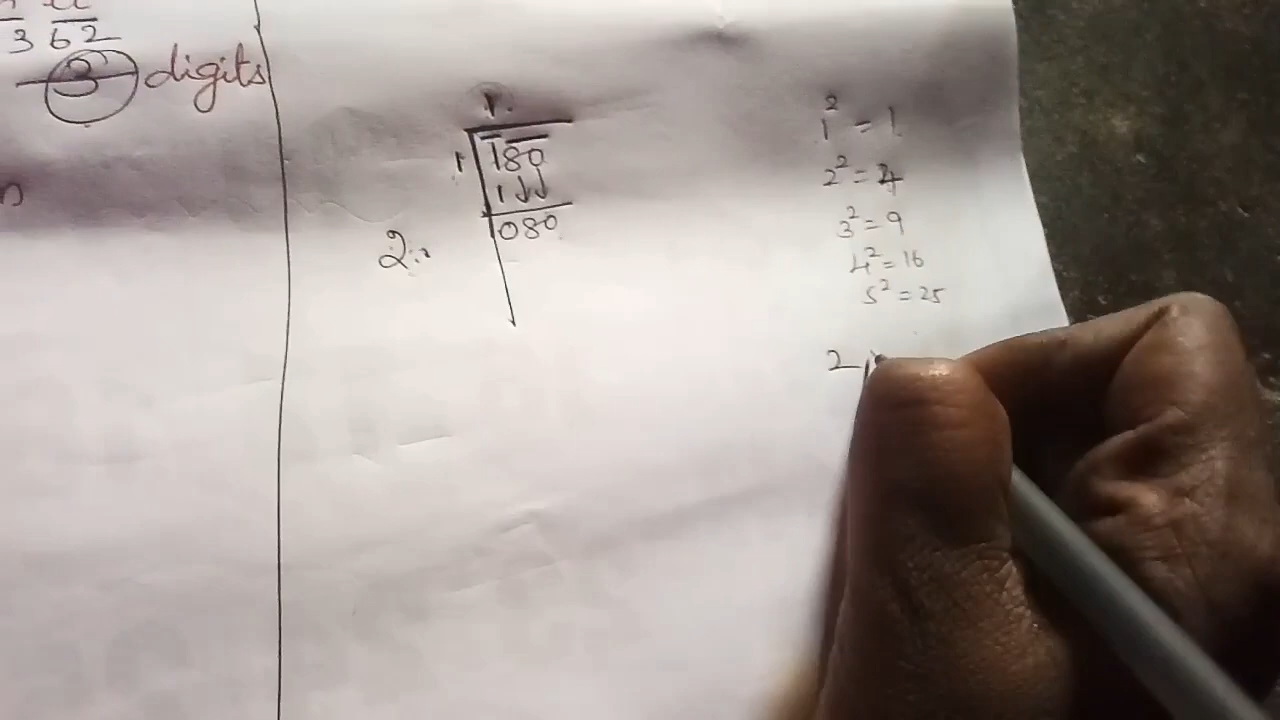 3 62
3 digits
n
1.
1 180
1↓↓
080
2..
1² = 1
2² = 4
3² = 9
4² = 16
5² = 25
2